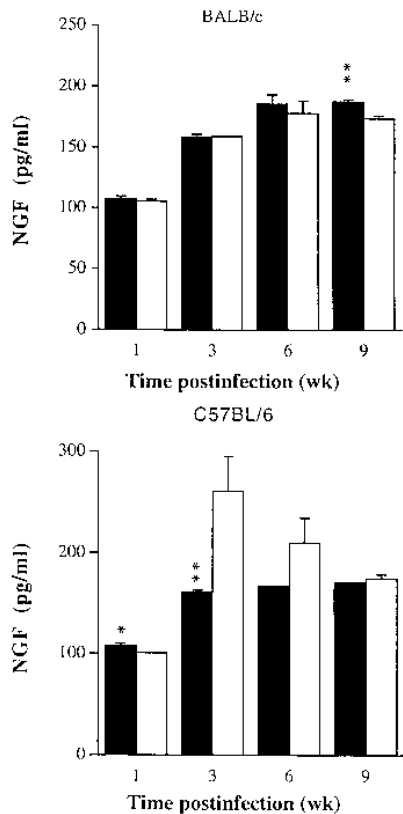 BALB/c
NGF (pg/ml)
250
200
150
100
50
0
**
1 3 6 9
Time postinfection (wk)
C57BL/6
NGF (pg/ml)
300
200
100
0
*
**
1 3 6 9
Time postinfection (wk)